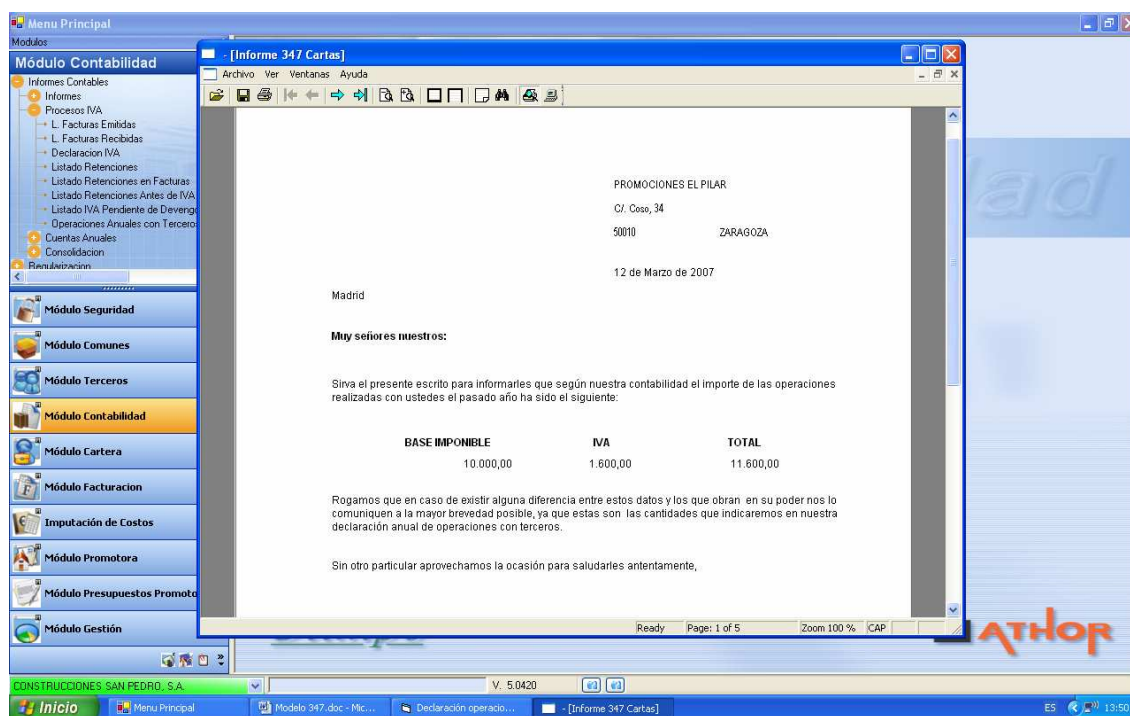 Menu Principal
Modulos
Módulo Contabilidad
Informes Contables
Informes
Procesos IVA
L. Facturas Emitidas
L. Facturas Recibidas
Declaracion IVA
Listado Retenciones
Listado Retenciones en Facturas
Listado Retenciones Antes de IVA
Listado IVA Pendiente de Deveng
Operaciones Anuales con Tercero
Cuentas Anuales
Consolidacion
Regularizacion
Módulo Seguridad
Módulo Comunes
Módulo Terceros
Módulo Contabilidad
Módulo Cartera
Módulo Facturacion
Imputación de Costos
Módulo Promotora
Módulo Presupuestos Promoto
Módulo Gestión
- [Informe 347 Cartas]
Archivo Ver Ventanas Ayuda
PROMOCIONES EL PILAR
C/. Coso, 34
50010 ZARAGOZA
12 de Marzo de 2007
Madrid
Muy señores nuestros:
Sirva el presente escrito para informarles que según nuestra contabilidad el importe de las operaciones
realizadas con ustedes el pasado año ha sido el siguiente:
BASE IMPONIBLE IVA TOTAL
10.000,00 1.600,00 11.600,00
Rogamos que en caso de existir alguna diferencia entre estos datos y los que obran en su poder nos lo
comuniquen a la mayor brevedad posible, ya que estas son las cantidades que indicaremos en nuestra
declaración anual de operaciones con terceros.
Sin otro particular aprovechamos la ocasión para saludarles antentamente,
Ready Page: 1 of 5 Zoom 100 % CAP
dad
ATHOR
CONSTRUCCIONES SAN PEDRO, S.A. V. 5.0420
Inicio Menu Principal Modelo 347.doc - Mic... Declaración operacio... - [Informe 347 Cartas] ES 13:50